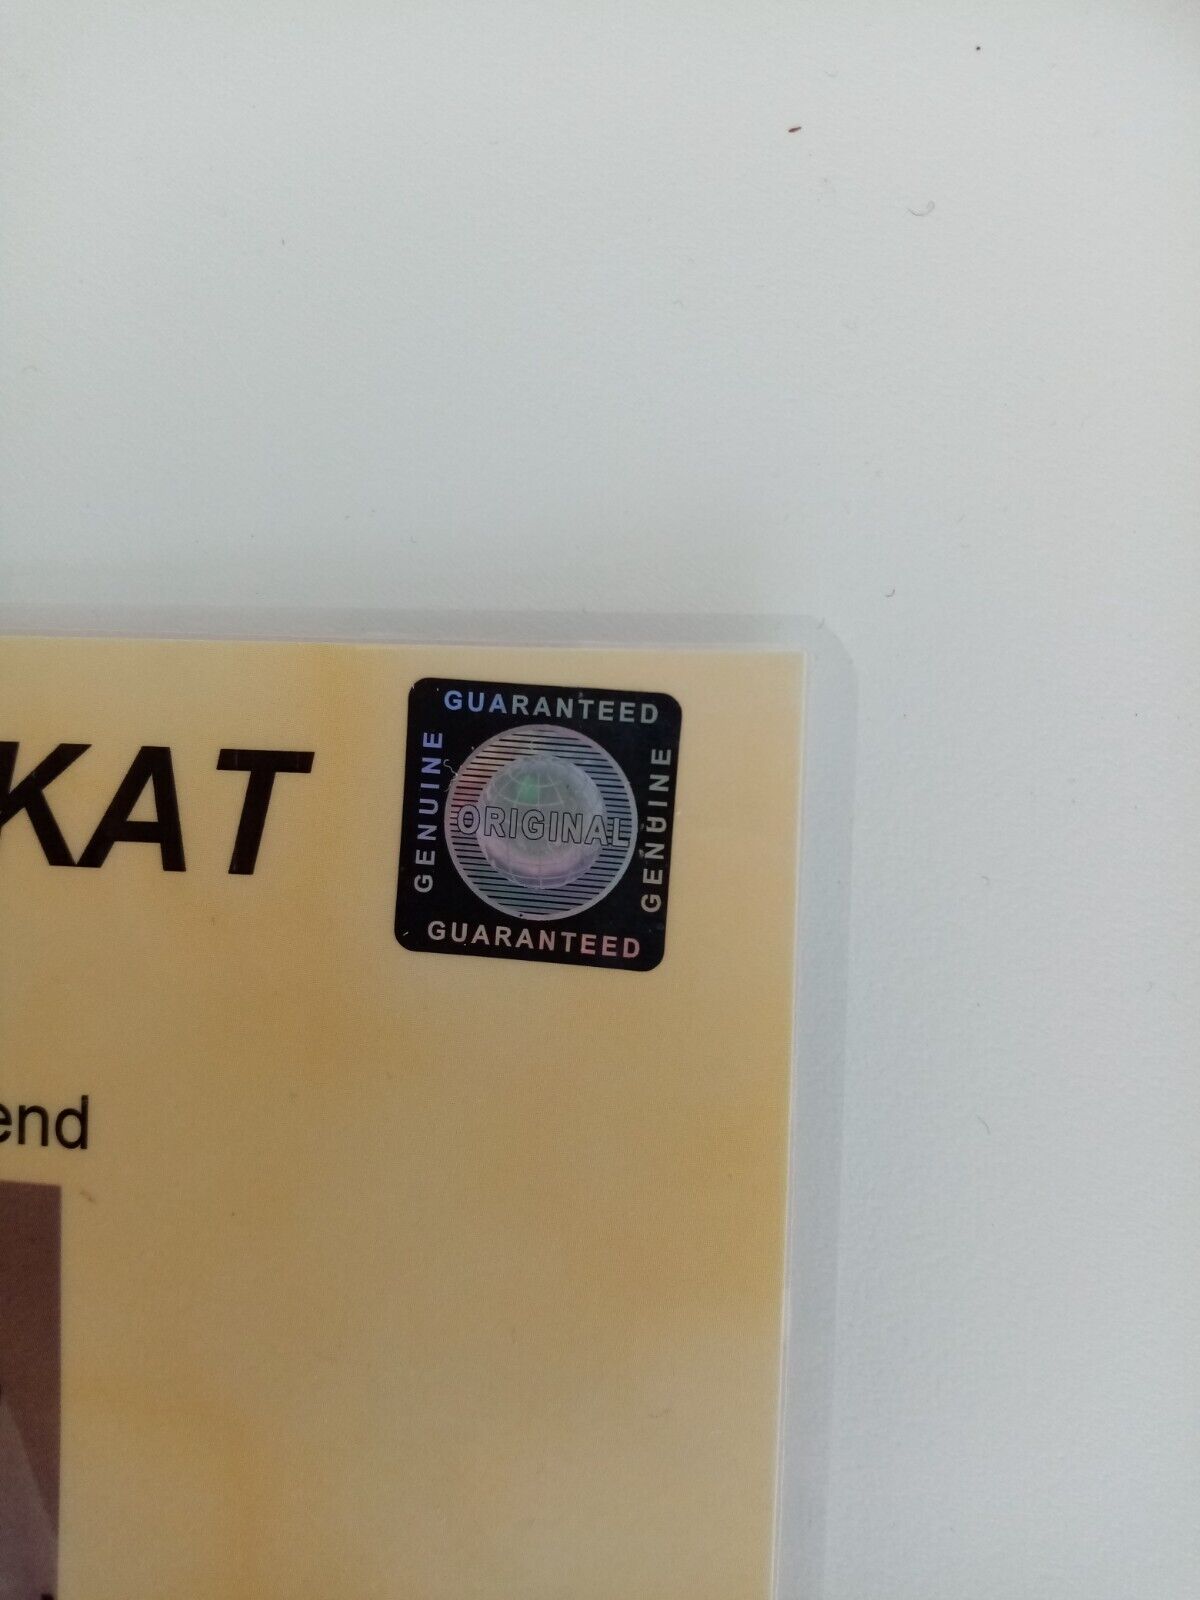 KAT
GUARANTEED
GENUINE
ORIGINAL
GENUINE
GUARANTEED
end